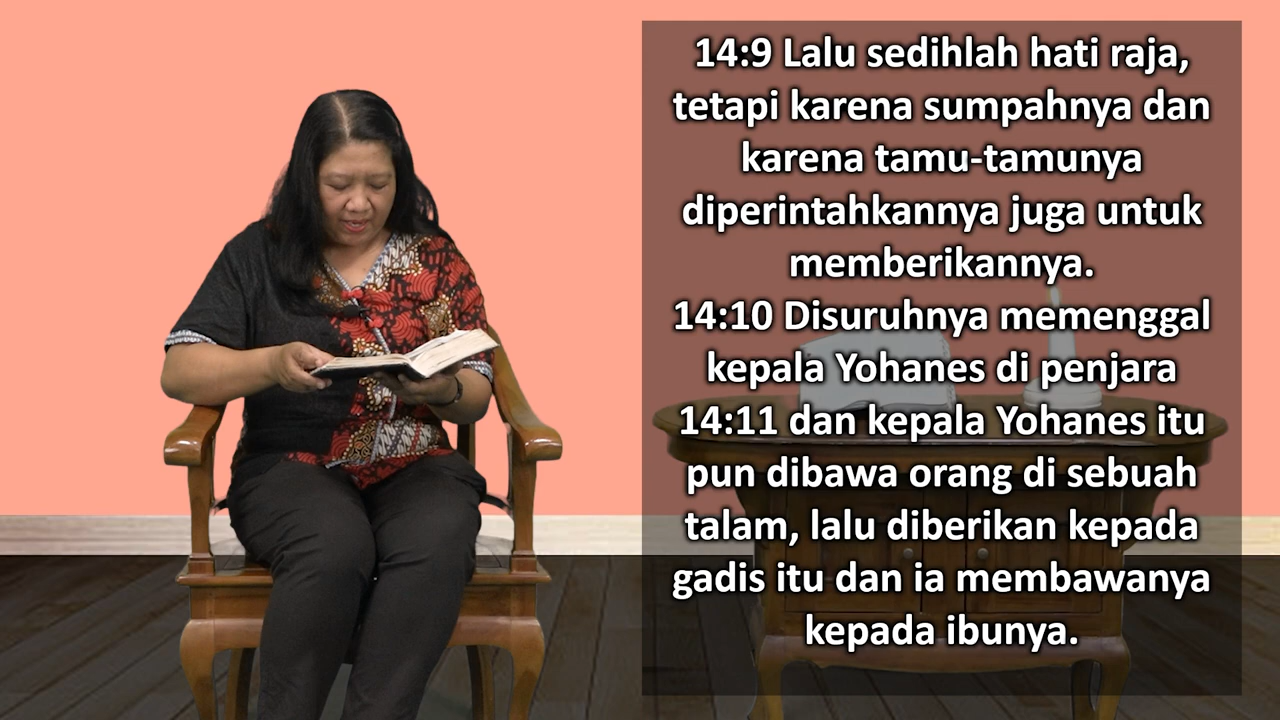 14:9 Lalu sedihlah hati raja,
tetapi karena sumpahnya dan
karena tamu-tamunya
diperintahkannya juga untuk
memberikannya.
14:10 Disuruhnya memenggal
kepala Yohanes di penjara
14:11 dan kepala Yohanes itu
pun dibawa orang di sebuah
talam, lalu diberikan kepada
gadis itu dan ia membawanya
kepada ibunya.